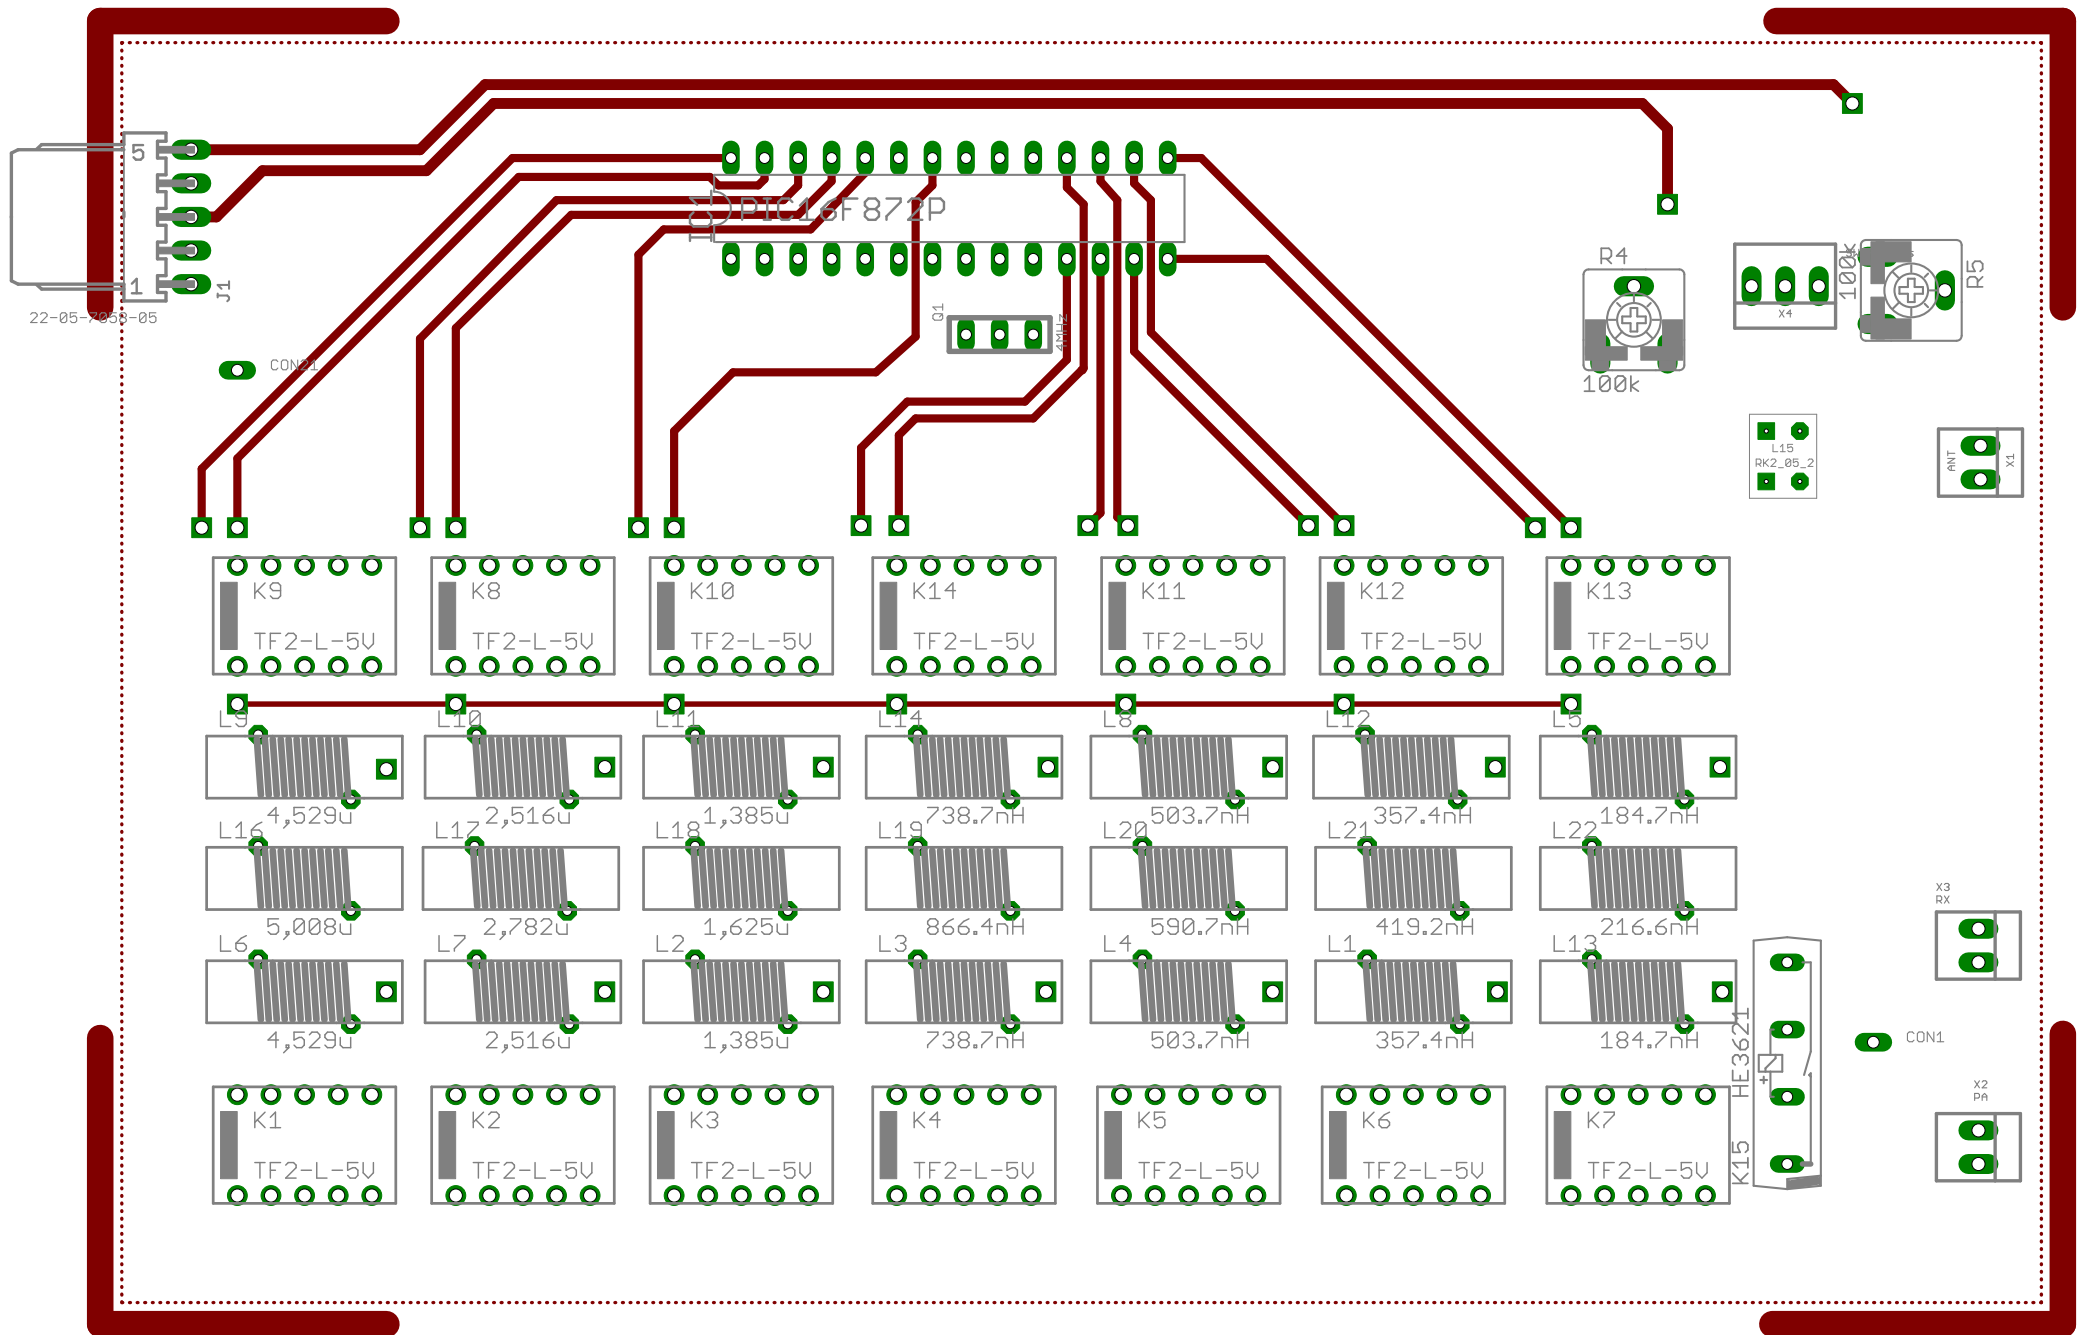 5
1
J1
22-05-7058-05
CON21
IC1
PIC16F872P
Q1
4MHz
R4
100k
X4
100k
R5
L15
RK2_05_2
ANT
X1
K9
TF2-L-5V
K8
TF2-L-5V
K10
TF2-L-5V
K14
TF2-L-5V
K11
TF2-L-5V
K12
TF2-L-5V
K13
TF2-L-5V
L9
4,529u
L10
2,516u
L11
1,385u
L14
738.7nH
L8
503.7nH
L12
357.4nH
L5
184.7nH
L16
5,008u
L17
2,782u
L18
1,625u
L19
866.4nH
L20
590.7nH
L21
419.2nH
L22
216.6nH
L6
4,529u
L7
2,516u
L2
1,385u
L3
738.7nH
L4
503.7nH
L1
357.4nH
L13
184.7nH
X3
RX
HE3621
+
K15
CON1
X2
PA
K1
TF2-L-5V
K2
TF2-L-5V
K3
TF2-L-5V
K4
TF2-L-5V
K5
TF2-L-5V
K6
TF2-L-5V
K7
TF2-L-5V